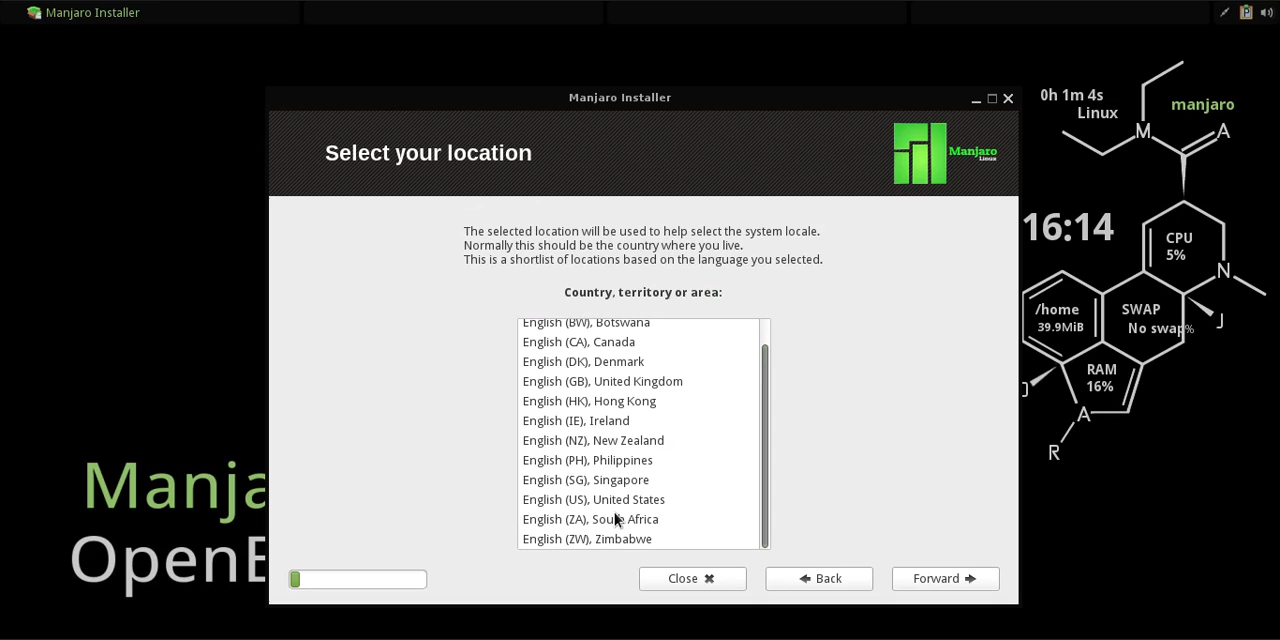 Manjaro Installer
Manjaro Installer
Select your location
Manjaro
Linux
The selected location will be used to help select the system locale.
Normally this should be the country where you live.
This is a shortlist of locations based on the language you selected.
Country, territory or area:
English (BW), Botswana
English (CA), Canada
English (DK), Denmark
English (GB), United Kingdom
English (HK), Hong Kong
English (IE), Ireland
English (NZ), New Zealand
English (PH), Philippines
English (SG), Singapore
English (US), United States
English (ZA), South Africa
English (ZW), Zimbabwe
Close
Back
Forward
0h 1m 4s
Linux
manjaro
M
A
16:14
CPU
5%
N
/home
39.9MiB
SWAP
No swap%
J
J
RAM
16%
A
R
Manja
OpenB